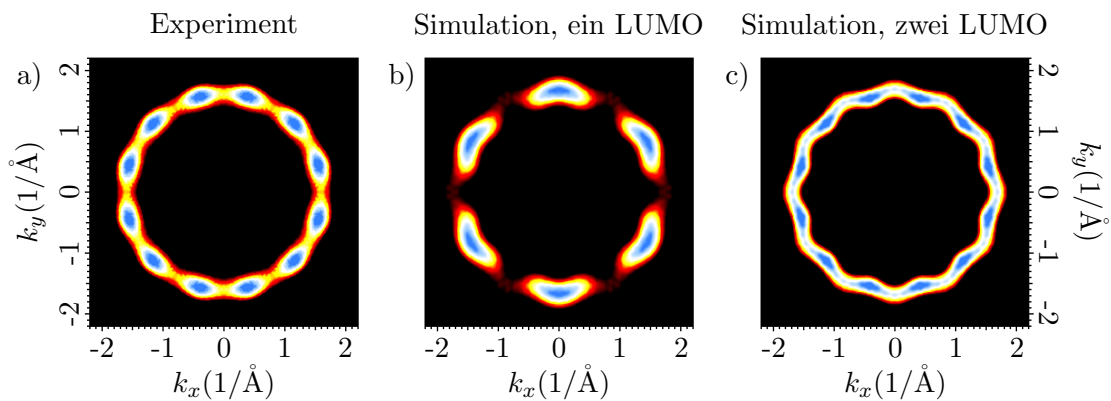 Experiment
Simulation, ein LUMO
Simulation, zwei LUMO
a)
b)
c)
2
1
0
-1
-2
k_y(1/Å)
2
1
0
-1
-2
k_y(1/Å)
-2 -1 0 1 2
-2 -1 0 1 2
-2 -1 0 1 2
k_x(1/Å)
k_x(1/Å)
k_x(1/Å)